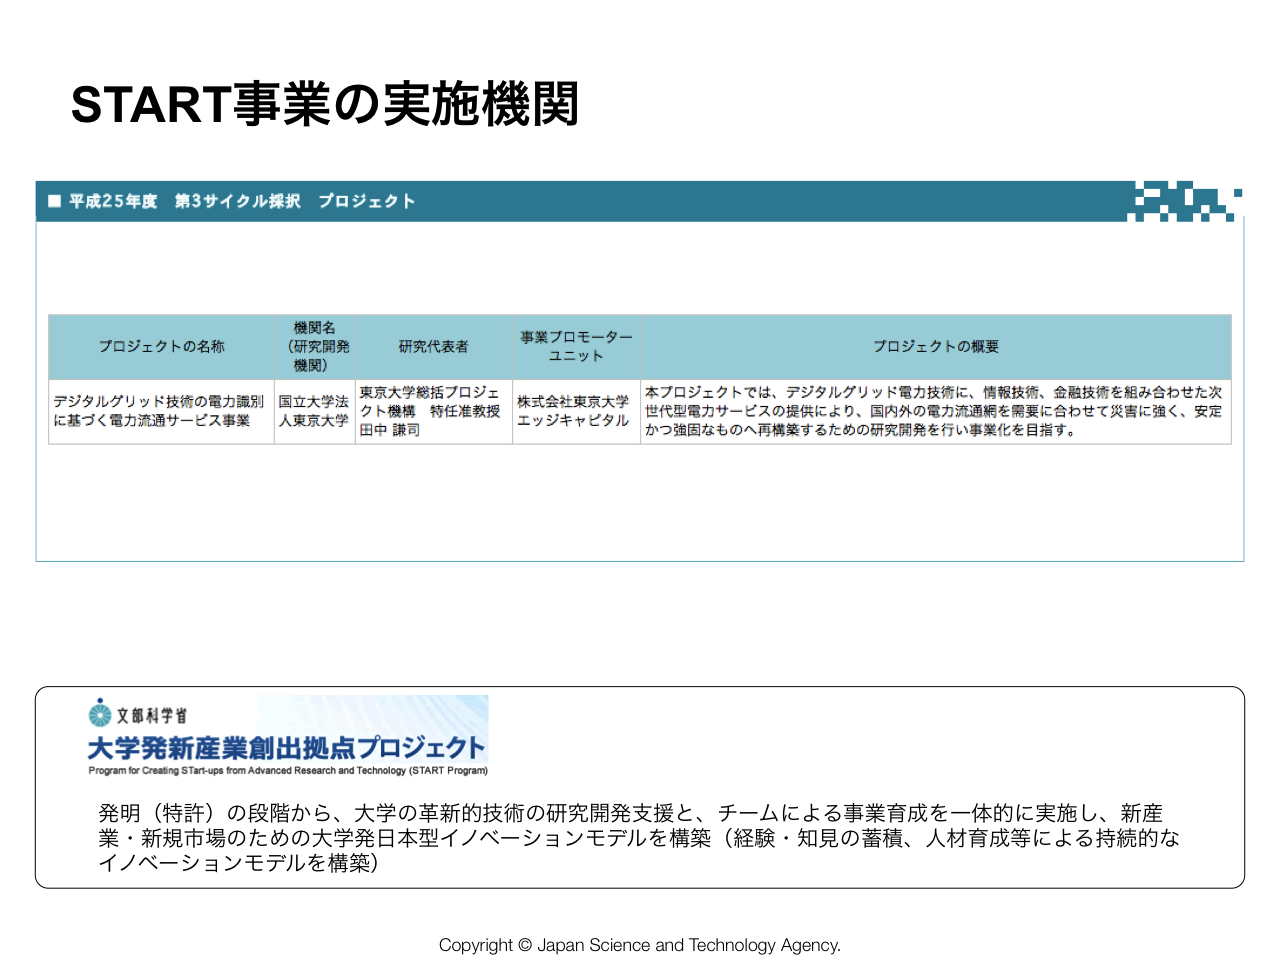 START事業の実施機関
■ 平成25年度　第3サイクル採択　プロジェクト
プロジェクトの名称
機関名
（研究開発
機関）
研究代表者
事業プロモーター
ユニット
プロジェクトの概要
デジタルグリッド技術の電力識別
に基づく電力流通サービス事業
国立大学法
人東京大学
東京大学総括プロジェ
クト機構　特任准教授
田中 謙司
株式会社東京大学
エッジキャピタル
本プロジェクトでは、デジタルグリッド電力技術に、情報技術、金融技術を組み合わせた次
世代型電力サービスの提供により、国内外の電力流通網を需要に合わせて災害に強く、安定
かつ強固なものへ再構築するための研究開発を行い事業化を目指す。
文部科学省
大学発新産業創出拠点プロジェクト
Program for Creating STart-ups from Advanced Research and Technology (START Program)
発明（特許）の段階から、大学の革新的技術の研究開発支援と、チームによる事業育成を一体的に実施し、新産
業・新規市場のための大学発日本型イノベーションモデルを構築（経験・知見の蓄積、人材育成等による持続的な
イノベーションモデルを構築）
Copyright © Japan Science and Technology Agency.